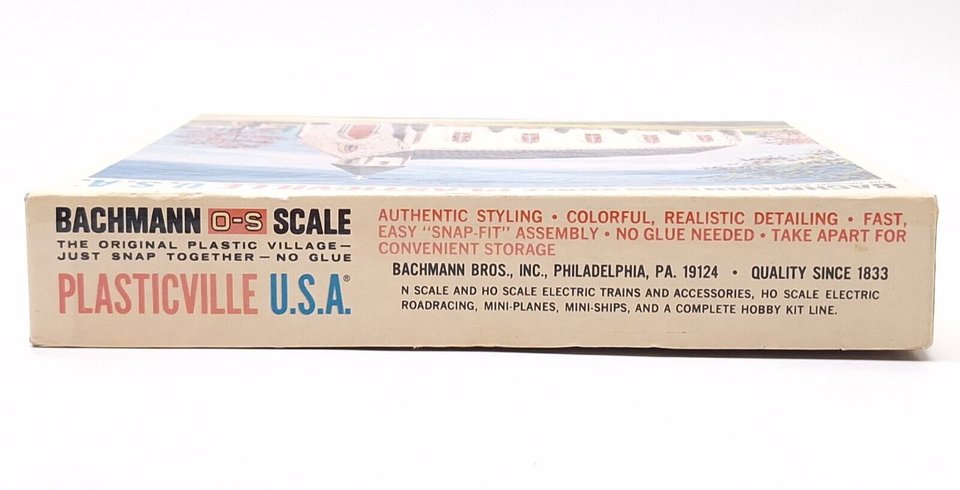 PLASTICVILLE U.S.A.
BACHMANN
BACHMANN O-S SCALE
THE ORIGINAL PLASTIC VILLAGE—
JUST SNAP TOGETHER—NO GLUE
PLASTICVILLE U.S.A.®
AUTHENTIC STYLING • COLORFUL, REALISTIC DETAILING • FAST,
EASY “SNAP-FIT” ASSEMBLY • NO GLUE NEEDED • TAKE APART FOR
CONVENIENT STORAGE
BACHMANN BROS., INC., PHILADELPHIA, PA. 19124 • QUALITY SINCE 1833
N SCALE AND HO SCALE ELECTRIC TRAINS AND ACCESSORIES, HO SCALE ELECTRIC
ROADRACING, MINI-PLANES, MINI-SHIPS, AND A COMPLETE HOBBY KIT LINE.